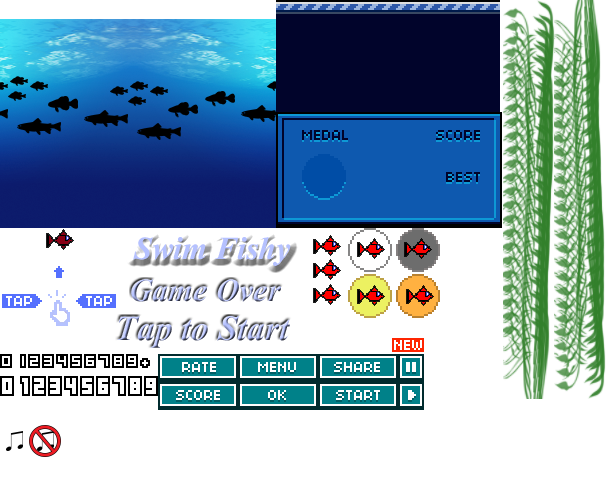 MEDAL SCORE
BEST
Swim Fishy
TAP TAP
Game Over
Tap to Start
NEW
0 123456789
RATE MENU SHARE
0 123456789
SCORE OK START